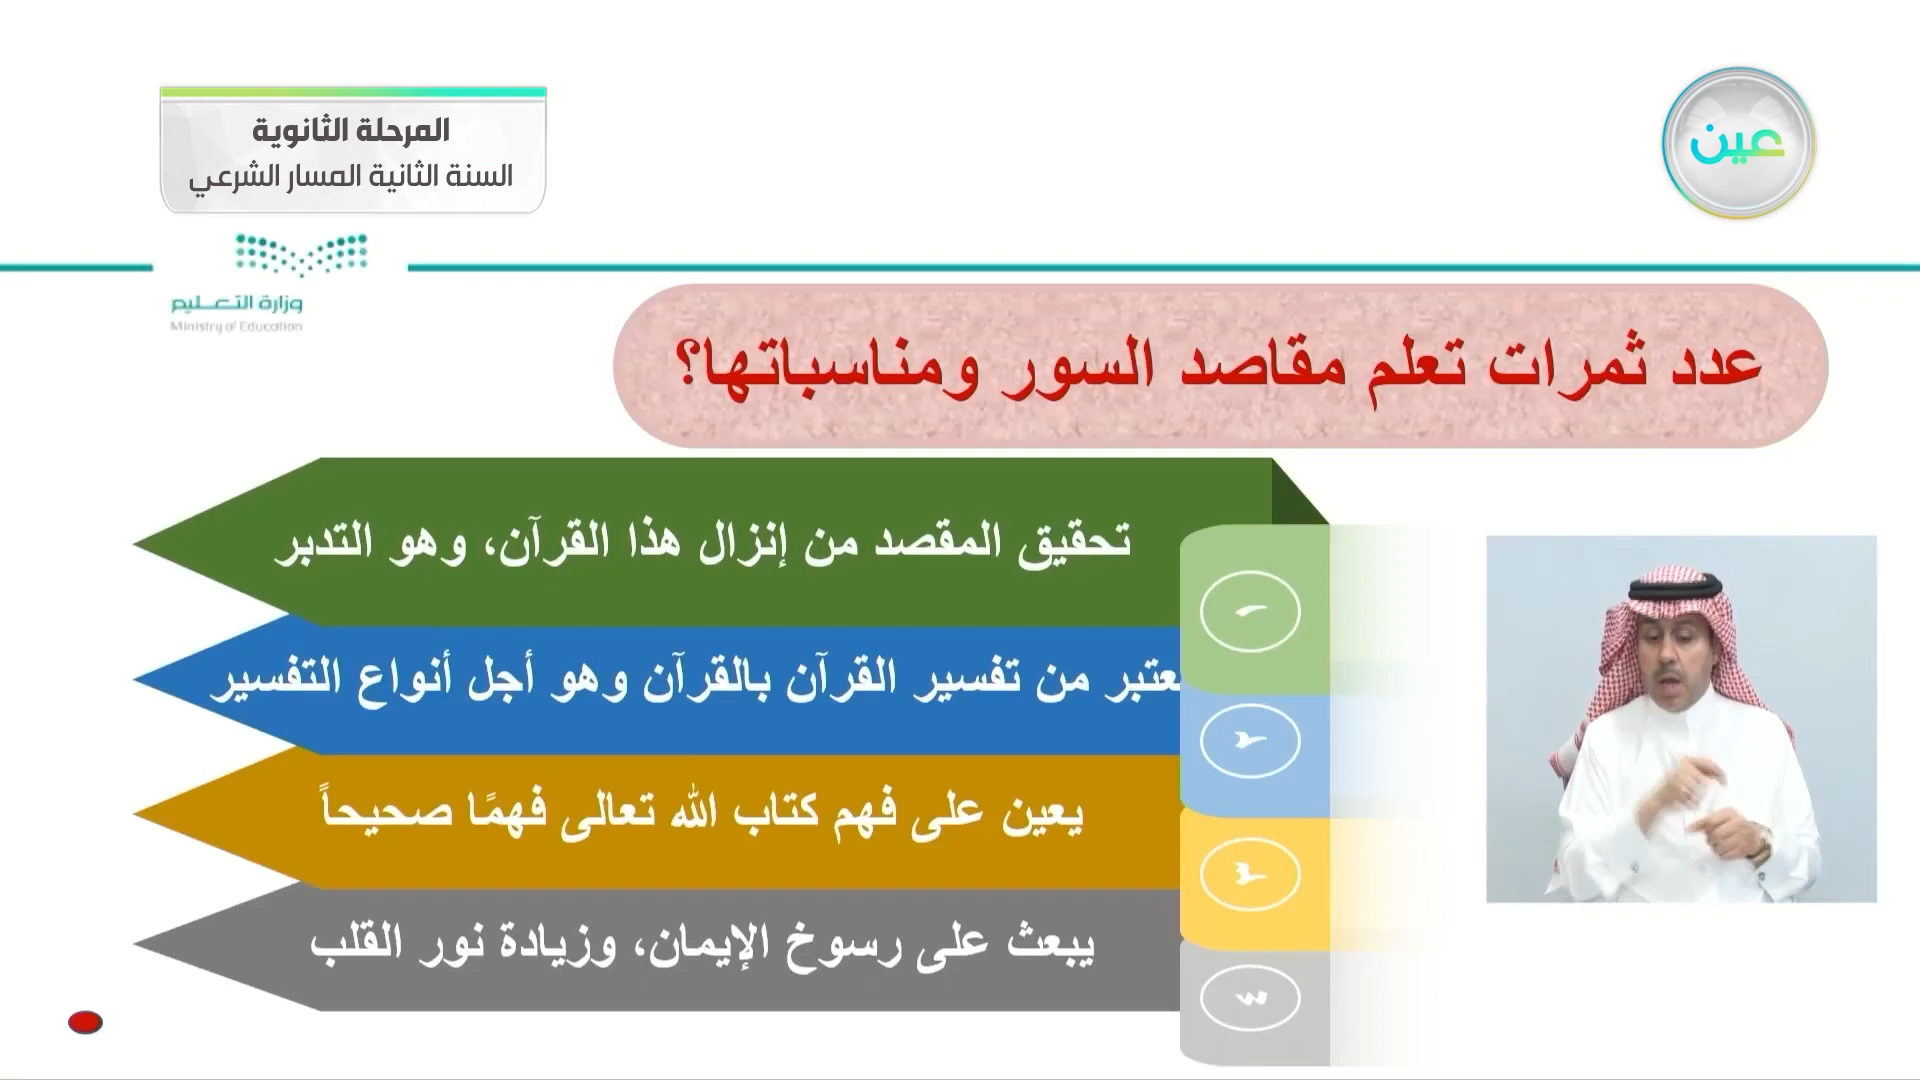 المرحلة الثانوية
السنة الثانية المسار الشرعي
عين
وزارة التعليم
Ministry of Education
عدد ثمرات تعلم مقاصد السور ومناسباتها؟
تحقيق المقصد من إنزال هذا القرآن، وهو التدبر
من تفسير القرآن بالقرآن وهو أجل أنواع التفسير
يعين على فهم كتاب الله تعالى فهمًا صحيحاً
يبعث على رسوخ الإيمان، وزيادة نور القلب